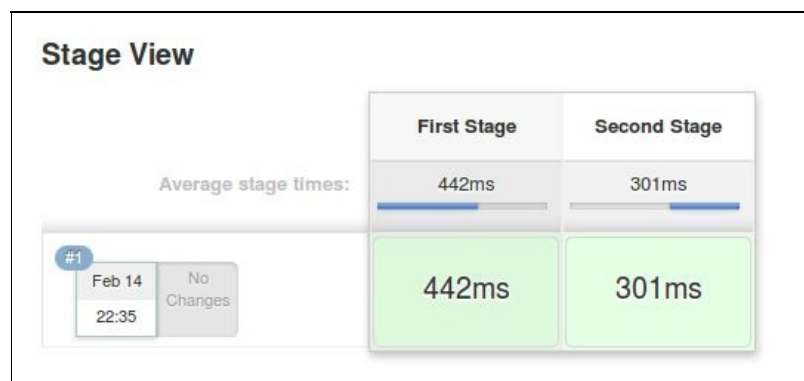 Stage View
First Stage
Second Stage
Average stage times:
442ms
301ms
#1
Feb 14
22:35
No
Changes
442ms
301ms